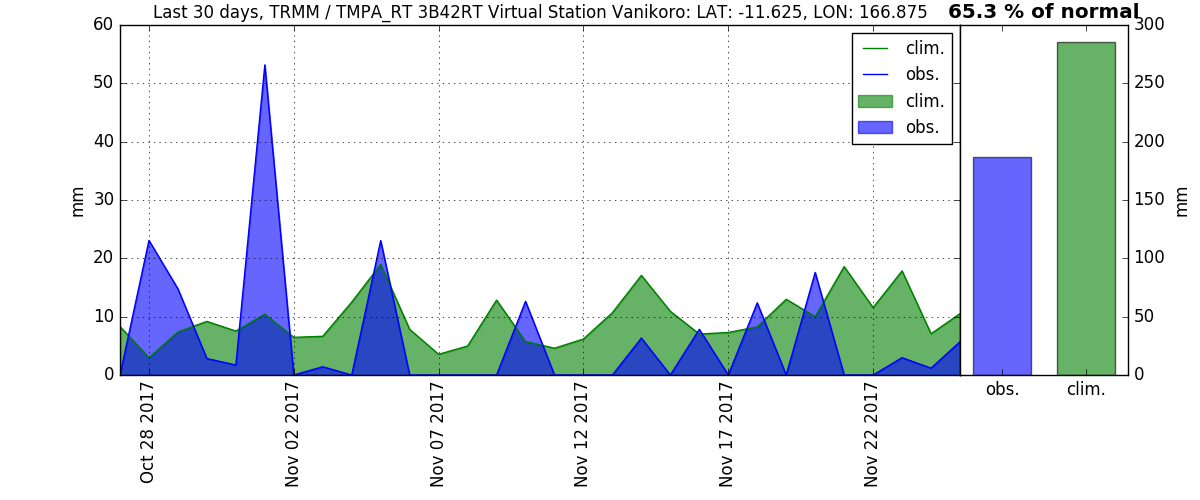 Last 30 days, TRMM / TMPA_RT 3B42RT Virtual Station Vanikoro: LAT: -11.625, LON: 166.875
65.3 % of normal
60
50
40
30
20
10
0
mm
clim.
obs.
clim.
obs.
Oct 28 2017
Nov 02 2017
Nov 07 2017
Nov 12 2017
Nov 17 2017
Nov 22 2017
300
250
200
150
100
50
0
mm
obs.
clim.